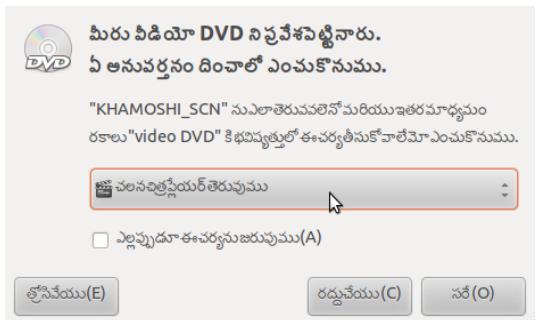 మీరు వీడియో DVD ని ప్రవేశపెట్టినారు.
ఏ అనువర్తనం దించాలో ఎంచుకొనుము.
"KHAMOSHI_SCN" నుఎలాతెరువవలెనోమరియుఇతరమాధ్యమం
రకాలు"video DVD" కిభవిష్యత్తులోఈచర్యతీసుకోవాలేమోఎంచుకొనుము.
చలనచిత్రప్లేయర్‌తెరువుము
ఎల్లప్పుడూఈచర్యనుజరుపుము(A)
త్రోసివేయు(E)
రద్దుచేయు(C)
సరే(O)
DVD